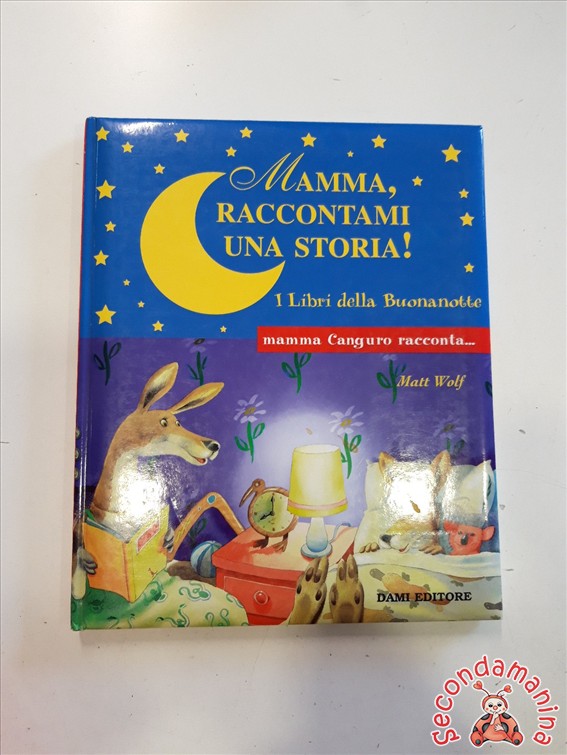 MAMMA,
RACCONTAMI
UNA STORIA!
I Libri della Buonanotte
mamma Canguro racconta...
Matt Wolf
DAMI EDITORE
Secondamanina